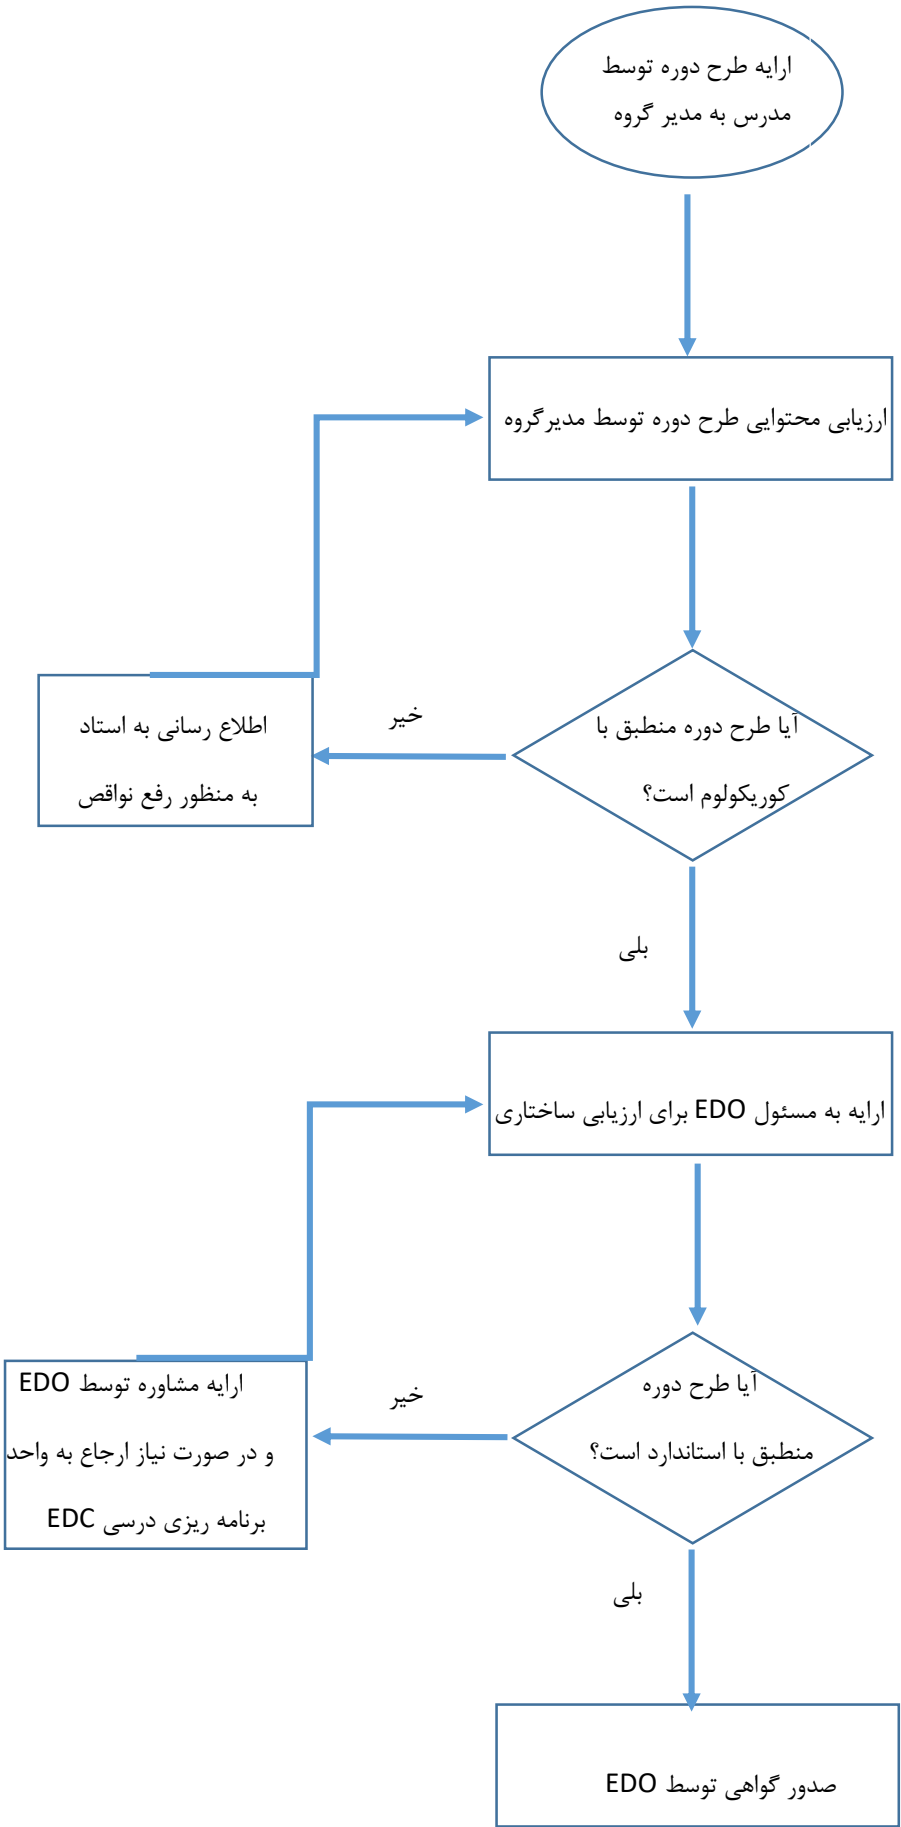 ارایه طرح دوره توسط
مدرس به مدیر گروه
ارزیابی محتوایی طرح دوره توسط مدیرگروه
آیا طرح دوره منطبق با
کوریکولوم است؟
خیر
اطلاع رسانی به استاد
به منظور رفع نواقص
بلی
ارایه به مسئول EDO برای ارزیابی ساختاری
آیا طرح دوره
منطبق با استاندارد است؟
خیر
ارایه مشاوره توسط EDO
و در صورت نیاز ارجاع به واحد
برنامه ریزی درسی EDC
بلی
صدور گواهی توسط EDO